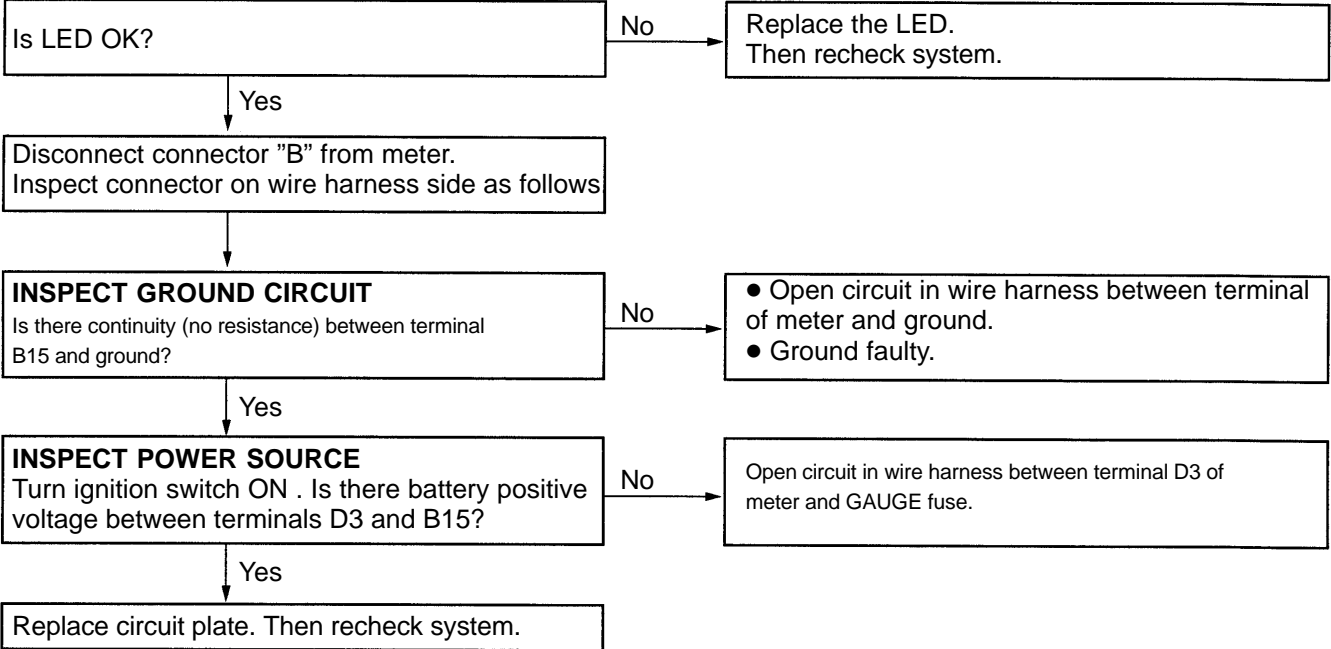 Is LED OK?
No
Replace the LED.
Then recheck system.
Yes
Disconnect connector ”B” from meter.
Inspect connector on wire harness side as follows
INSPECT GROUND CIRCUIT
Is there continuity (no resistance) between terminal
B15 and ground?
No
● Open circuit in wire harness between terminal
of meter and ground.
● Ground faulty.
Yes
INSPECT POWER SOURCE
Turn ignition switch ON . Is there battery positive
voltage between terminals D3 and B15?
No
Open circuit in wire harness between terminal D3 of
meter and GAUGE fuse.
Yes
Replace circuit plate. Then recheck system.